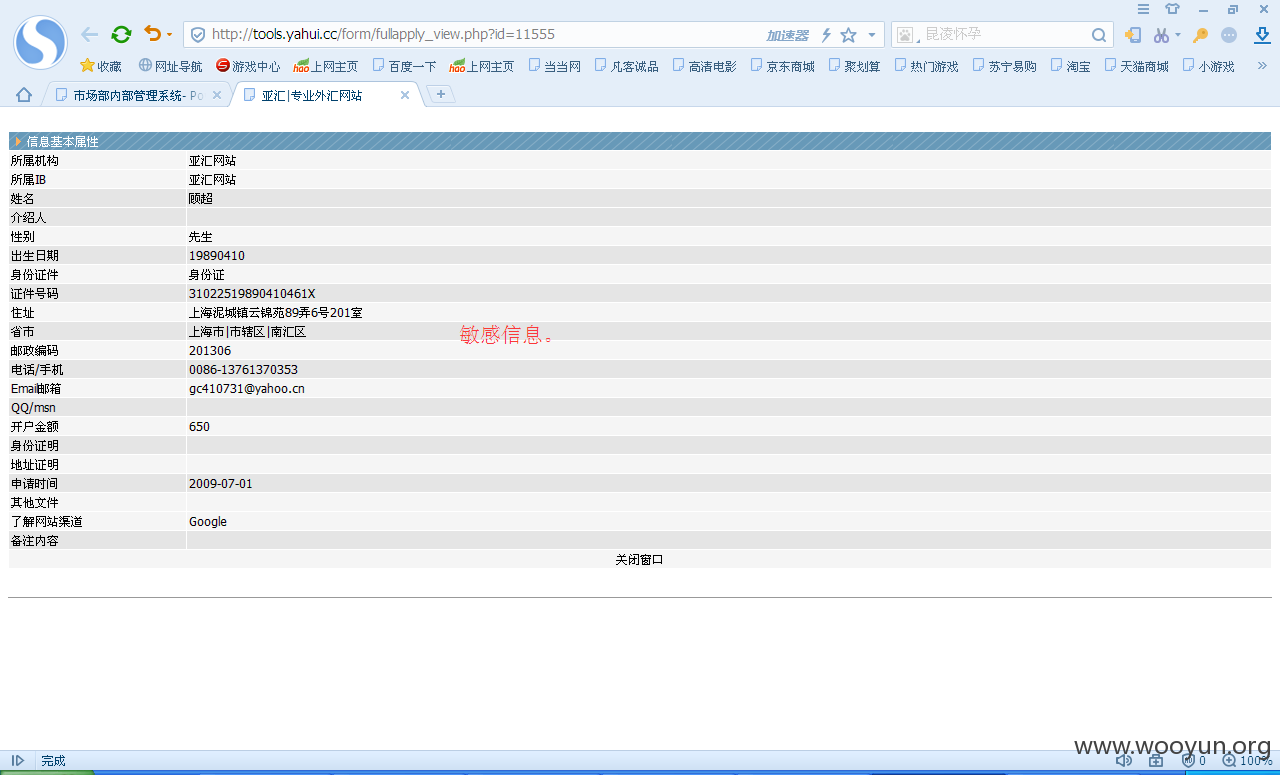 http://tools.yahui.cc/form/fullapply_view.php?id=11555
加速器
昆凌怀孕
收藏 网址导航 游戏中心 hao上网主页 百度一下 hao上网主页 当当网 凡客诚品 高清电影 京东商城 聚划算 热门游戏 苏宁易购 淘宝 天猫商城 小游戏
市场部内部管理系统- Po
亚汇|专业外汇网站
信息基本属性
所属机构 亚汇网站
所属IB 亚汇网站
姓名 顾超
介绍人
性别 先生
出生日期 19890410
身份证件 身份证
证件号码 31022519890410461X
住址 上海泥城镇云锦苑89弄6号201室
省市 上海市|市辖区|南汇区
敏感信息。
邮政编码 201306
电话/手机 0086-13761370353
Email邮箱 gc410731@yahoo.cn
QQ/msn
开户金额 650
身份证明
地址证明
申请时间 2009-07-01
其他文件
了解网站渠道 Google
备注内容
关闭窗口
www.wooyun.org
完成
0
100%